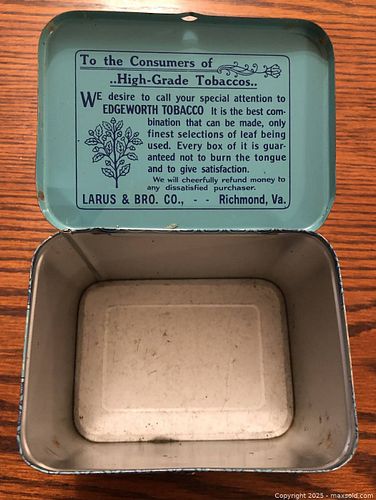 To the Consumers of
..High-Grade Tobaccos..
WE desire to call your special attention to
EDGEWORTH TOBACCO It is the best com-
bination that can be made, only
finest selections of leaf being
used. Every box of it is guar-
anteed not to burn the tongue
and to give satisfaction.
We will cheerfully refund money to
any dissatisfied purchaser.
LARUS & BRO. CO., - - Richmond, Va.
Copyright 2025 - maxsold.com